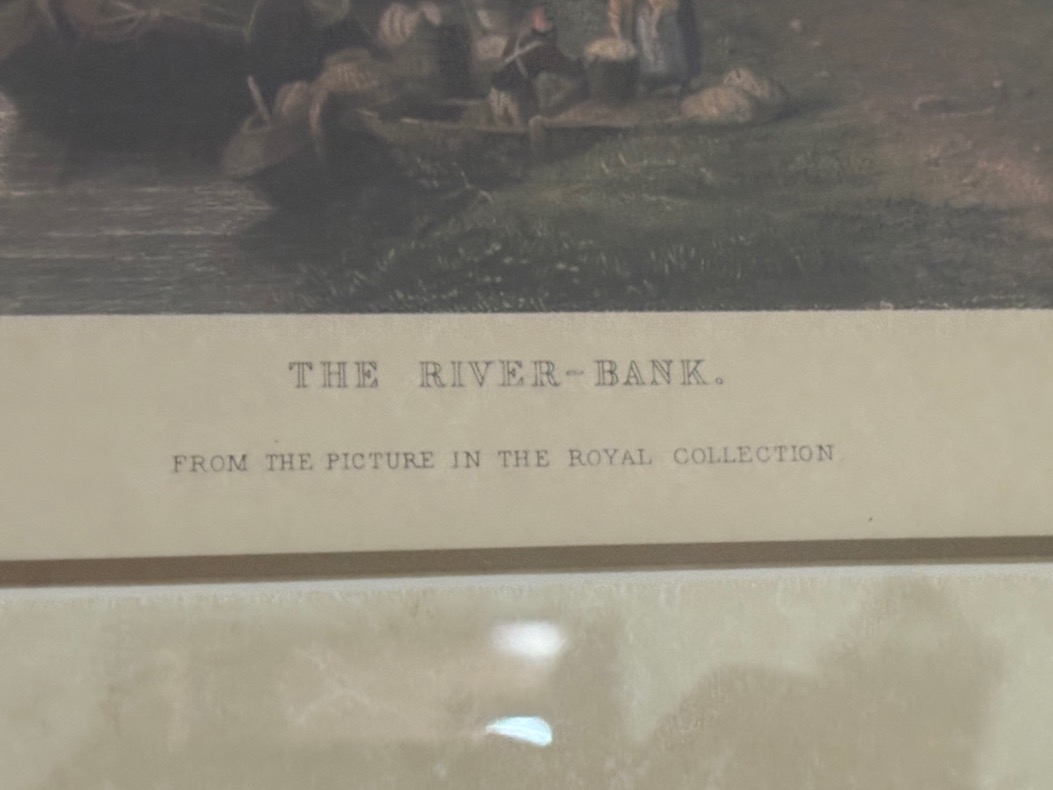 THE RIVER-BANK.
FROM THE PICTURE IN THE ROYAL COLLECTION